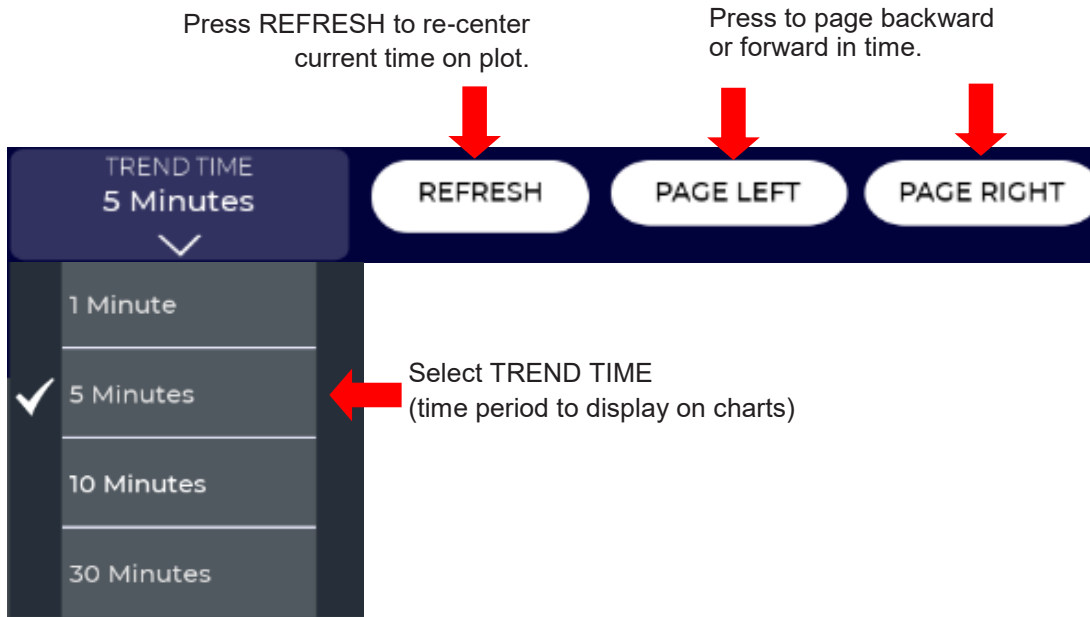 Press REFRESH to re-center
current time on plot.
Press to page backward
or forward in time.
TREND TIME
5 Minutes
REFRESH
PAGE LEFT
PAGE RIGHT
1 Minute
5 Minutes
Select TREND TIME
(time period to display on charts)
10 Minutes
30 Minutes